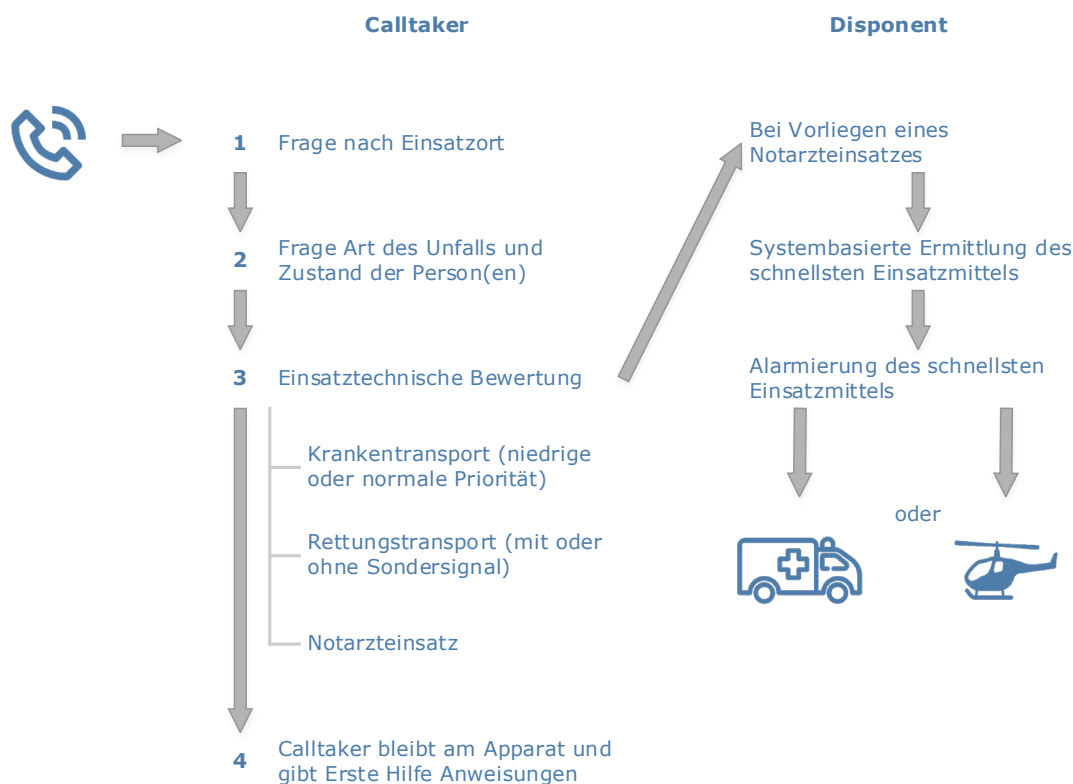 Calltaker
1 Frage nach Einsatzort
2 Frage Art des Unfalls und
Zustand der Person(en)
3 Einsatztechnische Bewertung
Krankentransport (niedrige
oder normale Priorität)
Rettungstransport (mit oder
ohne Sondersignal)
Notarzteinsatz
4 Calltaker bleibt am Apparat und
gibt Erste Hilfe Anweisungen
Disponent
Bei Vorliegen eines
Notarzteinsatzes
Systembasierte Ermittlung des
schnellsten Einsatzmittels
Alarmierung des schnellsten
Einsatzmittels
oder